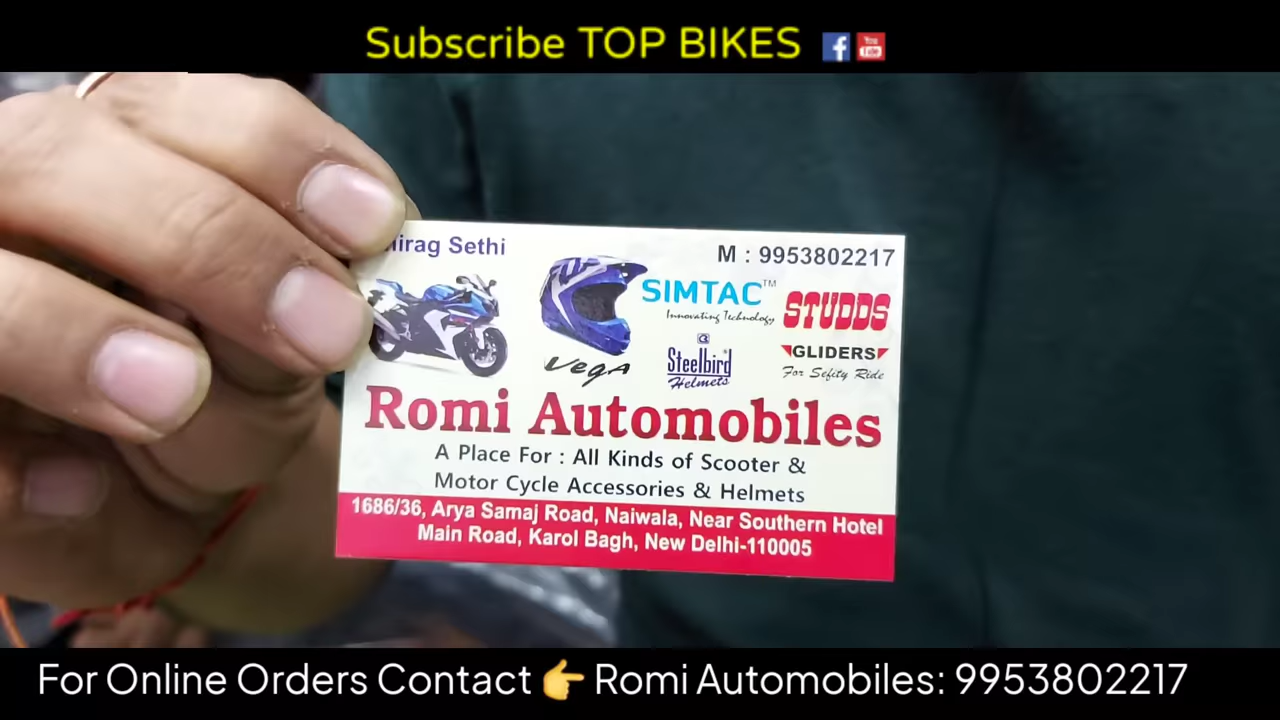 Subscribe TOP BIKES
Sethi
M : 9953802217
SIMTAC™
Innovating Technology
STUDDS
GLIDERS
For Sefity Ride
VegA
Steelbird
Helmets
Romi Automobiles
A Place For : All Kinds of Scooter &
Motor Cycle Accessories & Helmets
1686/36, Arya Samaj Road, Naiwala, Near Southern Hotel
Main Road, Karol Bagh, New Delhi-110005
For Online Orders Contact 👉 Romi Automobiles: 9953802217